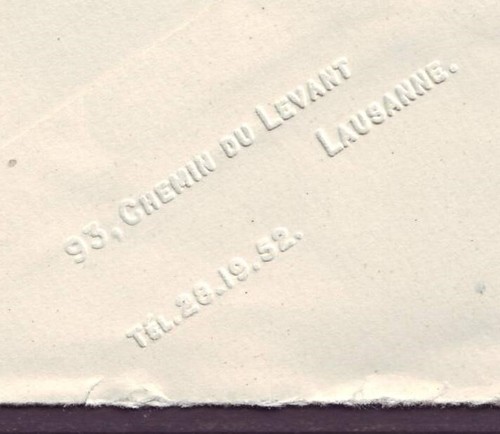 93, CHEMIN DU LEVANT
LAUSANNE.
TÉL. 28.19.52.